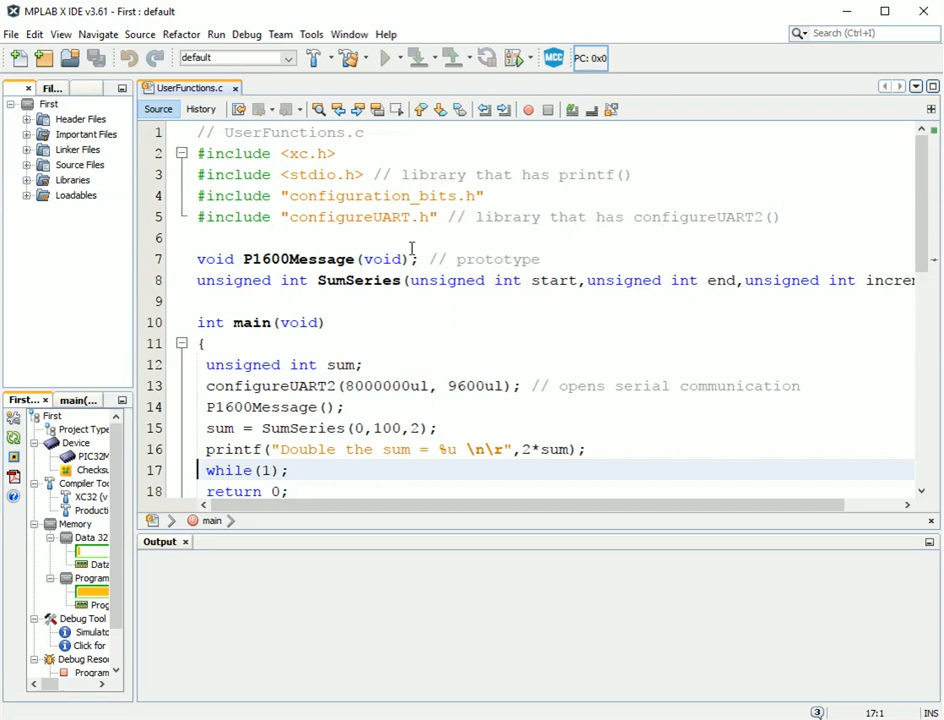 MPLAB X IDE v3.61 - First : default
File Edit View Navigate Source Refactor Run Debug Team Tools Window Help
Search (Ctrl+I)
default
MCC
PC: 0x0
Fil...
First
Header Files
Important Files
Linker Files
Source Files
Libraries
Loadables
UserFunctions.c
Source History
1 // UserFunctions.c
2 #include <xc.h>
3 #include <stdio.h> // library that has printf()
4 #include "configuration_bits.h"
5 #include "configureUART.h" // library that has configureUART2()
6
7 void P1600Message(void); // prototype
8 unsigned int SumSeries(unsigned int start,unsigned int end,unsigned int increm
9
10 int main(void)
11 {
12 unsigned int sum;
13 configureUART2(8000000ul, 9600ul); // opens serial communication
14 P1600Message();
15 sum = SumSeries(0,100,2);
16 printf("Double the sum = %u \n\r",2*sum);
17 while(1);
18 return 0;
main
First... main(...
First
Project Type
Device
PIC32M
Checksu
Compiler Too
XC32 (v
Producti
Memory
Data 32
Data
Program
Prog
Debug Tool
Simulato
Click for
Debug Resou
Program
Output
3
17:1
INS